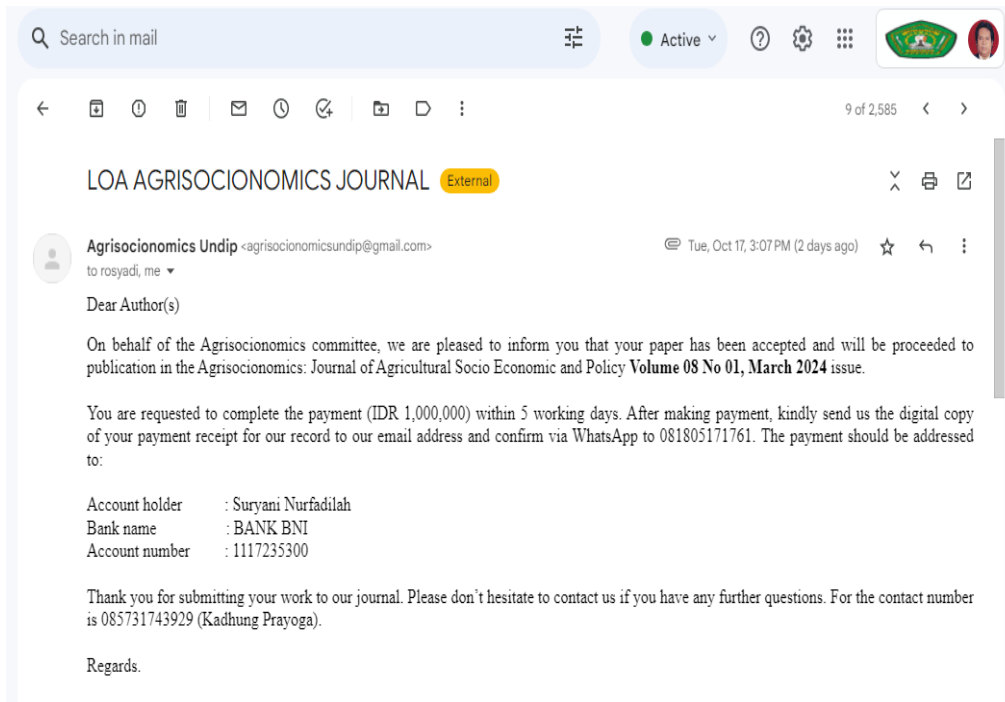 Search in mail
Active
9 of 2,585
LOA AGRISOCIONOMICS JOURNAL External
Agrisocionomics Undip <agrisocionomicsundip@gmail.com>
Tue, Oct 17, 3:07 PM (2 days ago)
to rosyadi, me
Dear Author(s)
On behalf of the Agrisocionomics committee, we are pleased to inform you that your paper has been accepted and will be proceeded to
publication in the Agrisocionomics: Journal of Agricultural Socio Economic and Policy Volume 08 No 01, March 2024 issue.
You are requested to complete the payment (IDR 1,000,000) within 5 working days. After making payment, kindly send us the digital copy
of your payment receipt for our record to our email address and confirm via WhatsApp to 081805171761. The payment should be addressed
to:
Account holder : Suryani Nurfadilah
Bank name : BANK BNI
Account number : 1117235300
Thank you for submitting your work to our journal. Please don't hesitate to contact us if you have any further questions. For the contact number
is 085731743929 (Kadhung Prayoga).
Regards.